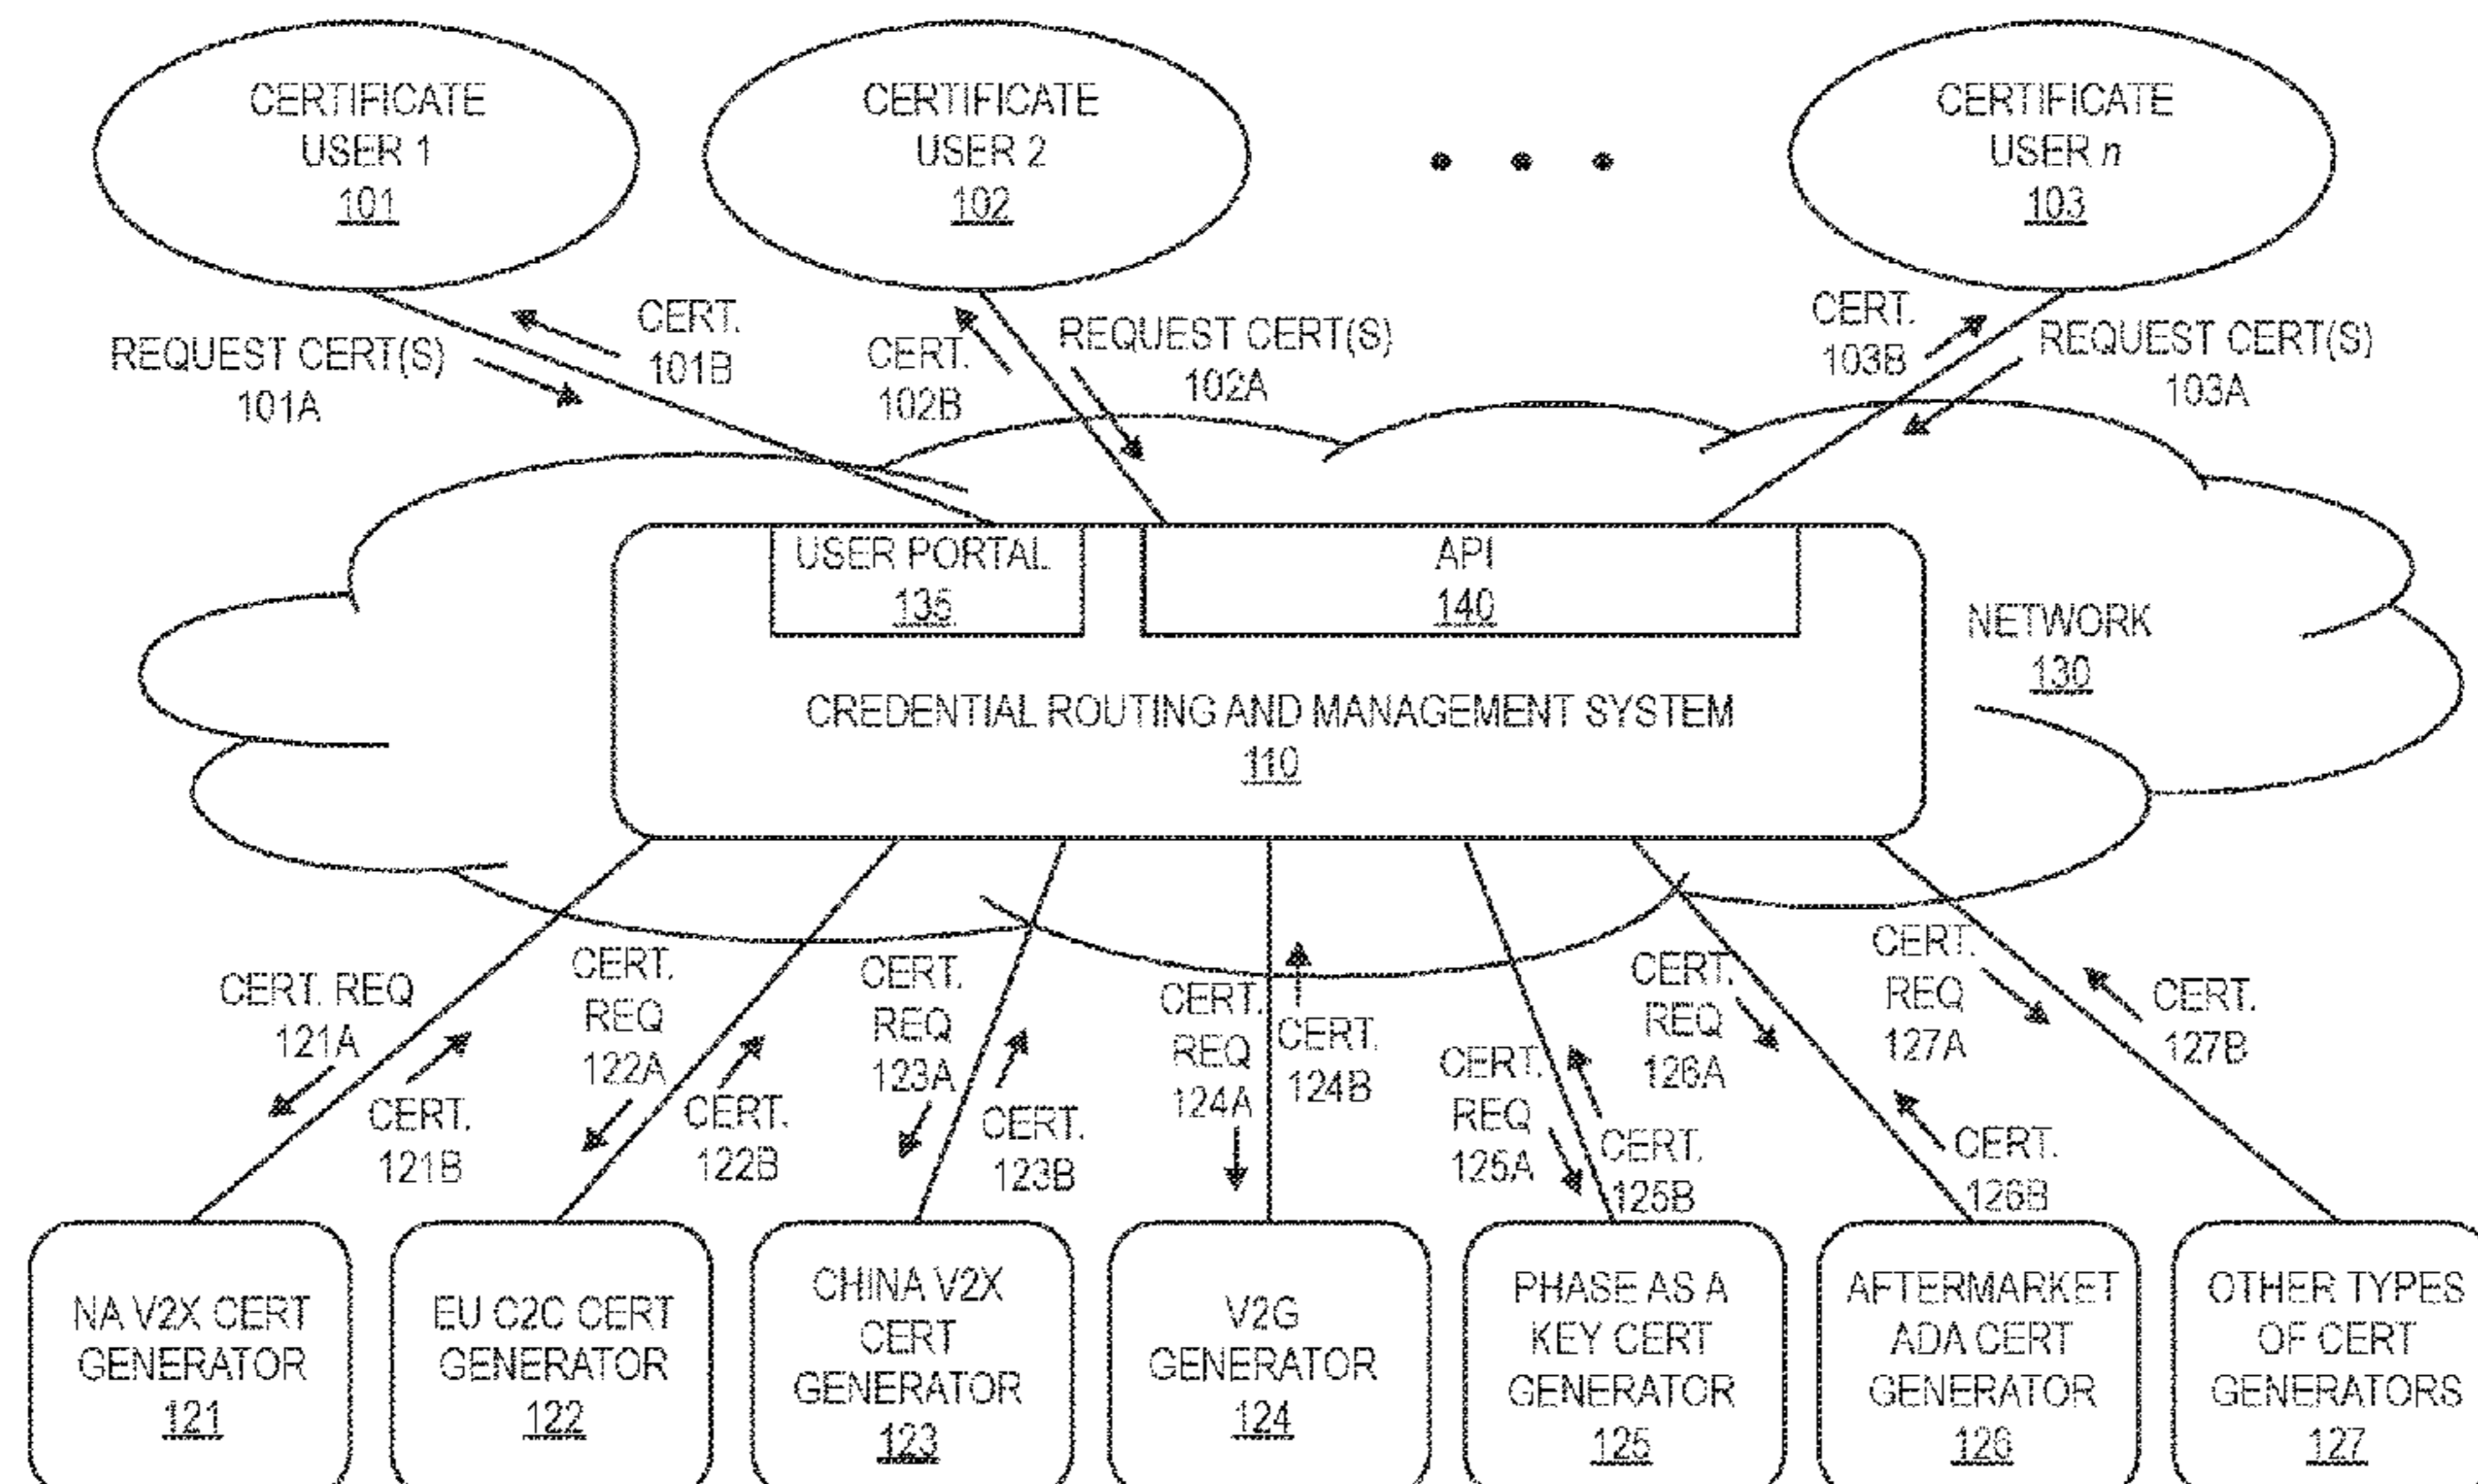 CERTIFICATE
USER 1
101
CERTIFICATE
USER 2
102
CERTIFICATE
USER n
103
REQUEST CERT(S)
101A
CERT.
101B
CERT.
102B
REQUEST CERT(S)
102A
CERT.
103B
REQUEST CERT(S)
103A
USER PORTAL
135
API
140
NETWORK
130
CREDENTIAL ROUTING AND MANAGEMENT SYSTEM
110
CERT. REQ
121A
CERT.
121B
CERT.
REQ
122A
CERT.
122B
CERT.
REQ
123A
CERT.
123B
CERT.
REQ
124A
CERT.
124B
CERT.
REQ
125A
CERT.
125B
CERT.
REQ
126A
CERT.
126B
CERT.
REQ
127A
CERT.
127B
NA V2X CERT
GENERATOR
121
EU C2C CERT
GENERATOR
122
CHINA V2X
CERT
GENERATOR
123
V2G
GENERATOR
124
PHASE AS A
KEY CERT
GENERATOR
125
AFTERMARKET
ADA CERT
GENERATOR
126
OTHER TYPES
OF CERT
GENERATORS
127